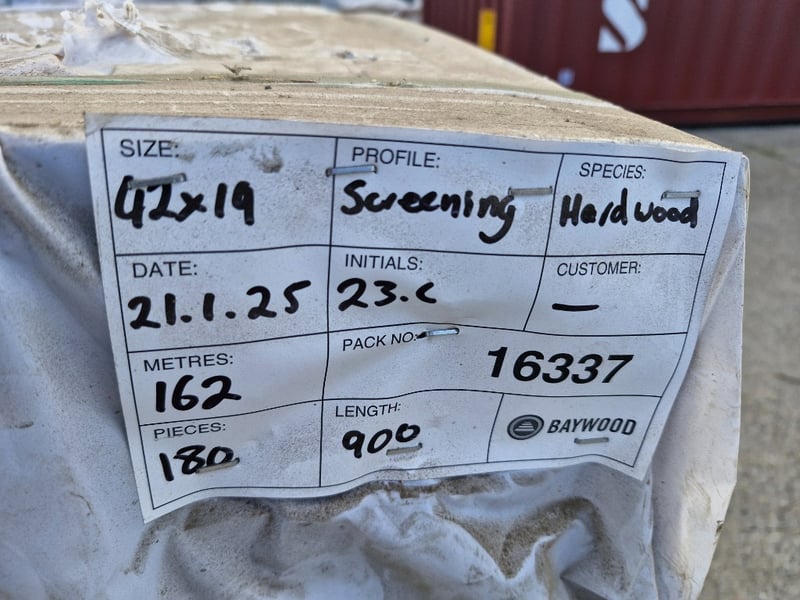 SIZE:
42x19
PROFILE:
Screening
SPECIES:
Hardwood
DATE:
21.1.25
INITIALS:
23.c
CUSTOMER:
—
METRES:
162
PACK NO:
16337
PIECES:
180
LENGTH:
900
BAYWOOD
S